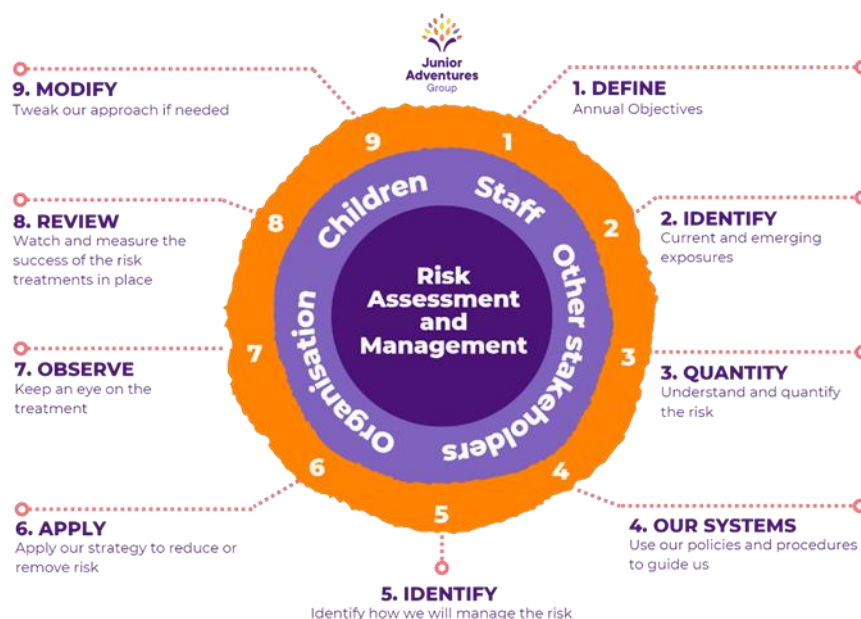 Junior
Adventures
Group
1. DEFINE
Annual Objectives
2. IDENTIFY
Current and emerging
exposures
3. QUANTITY
Understand and quantify
the risk
4. OUR SYSTEMS
Use our policies and procedures
to guide us
5. IDENTIFY
Identify how we will manage the risk
6. APPLY
Apply our strategy to reduce or
remove risk
7. OBSERVE
Keep an eye on the
treatment
8. REVIEW
Watch and measure the
success of the risk
treatments in place
9. MODIFY
Tweak our approach if needed
1
2
3
4
5
6
7
8
9
Children
Staff
Other stakeholders
Organisation
Risk
Assessment
and
Management